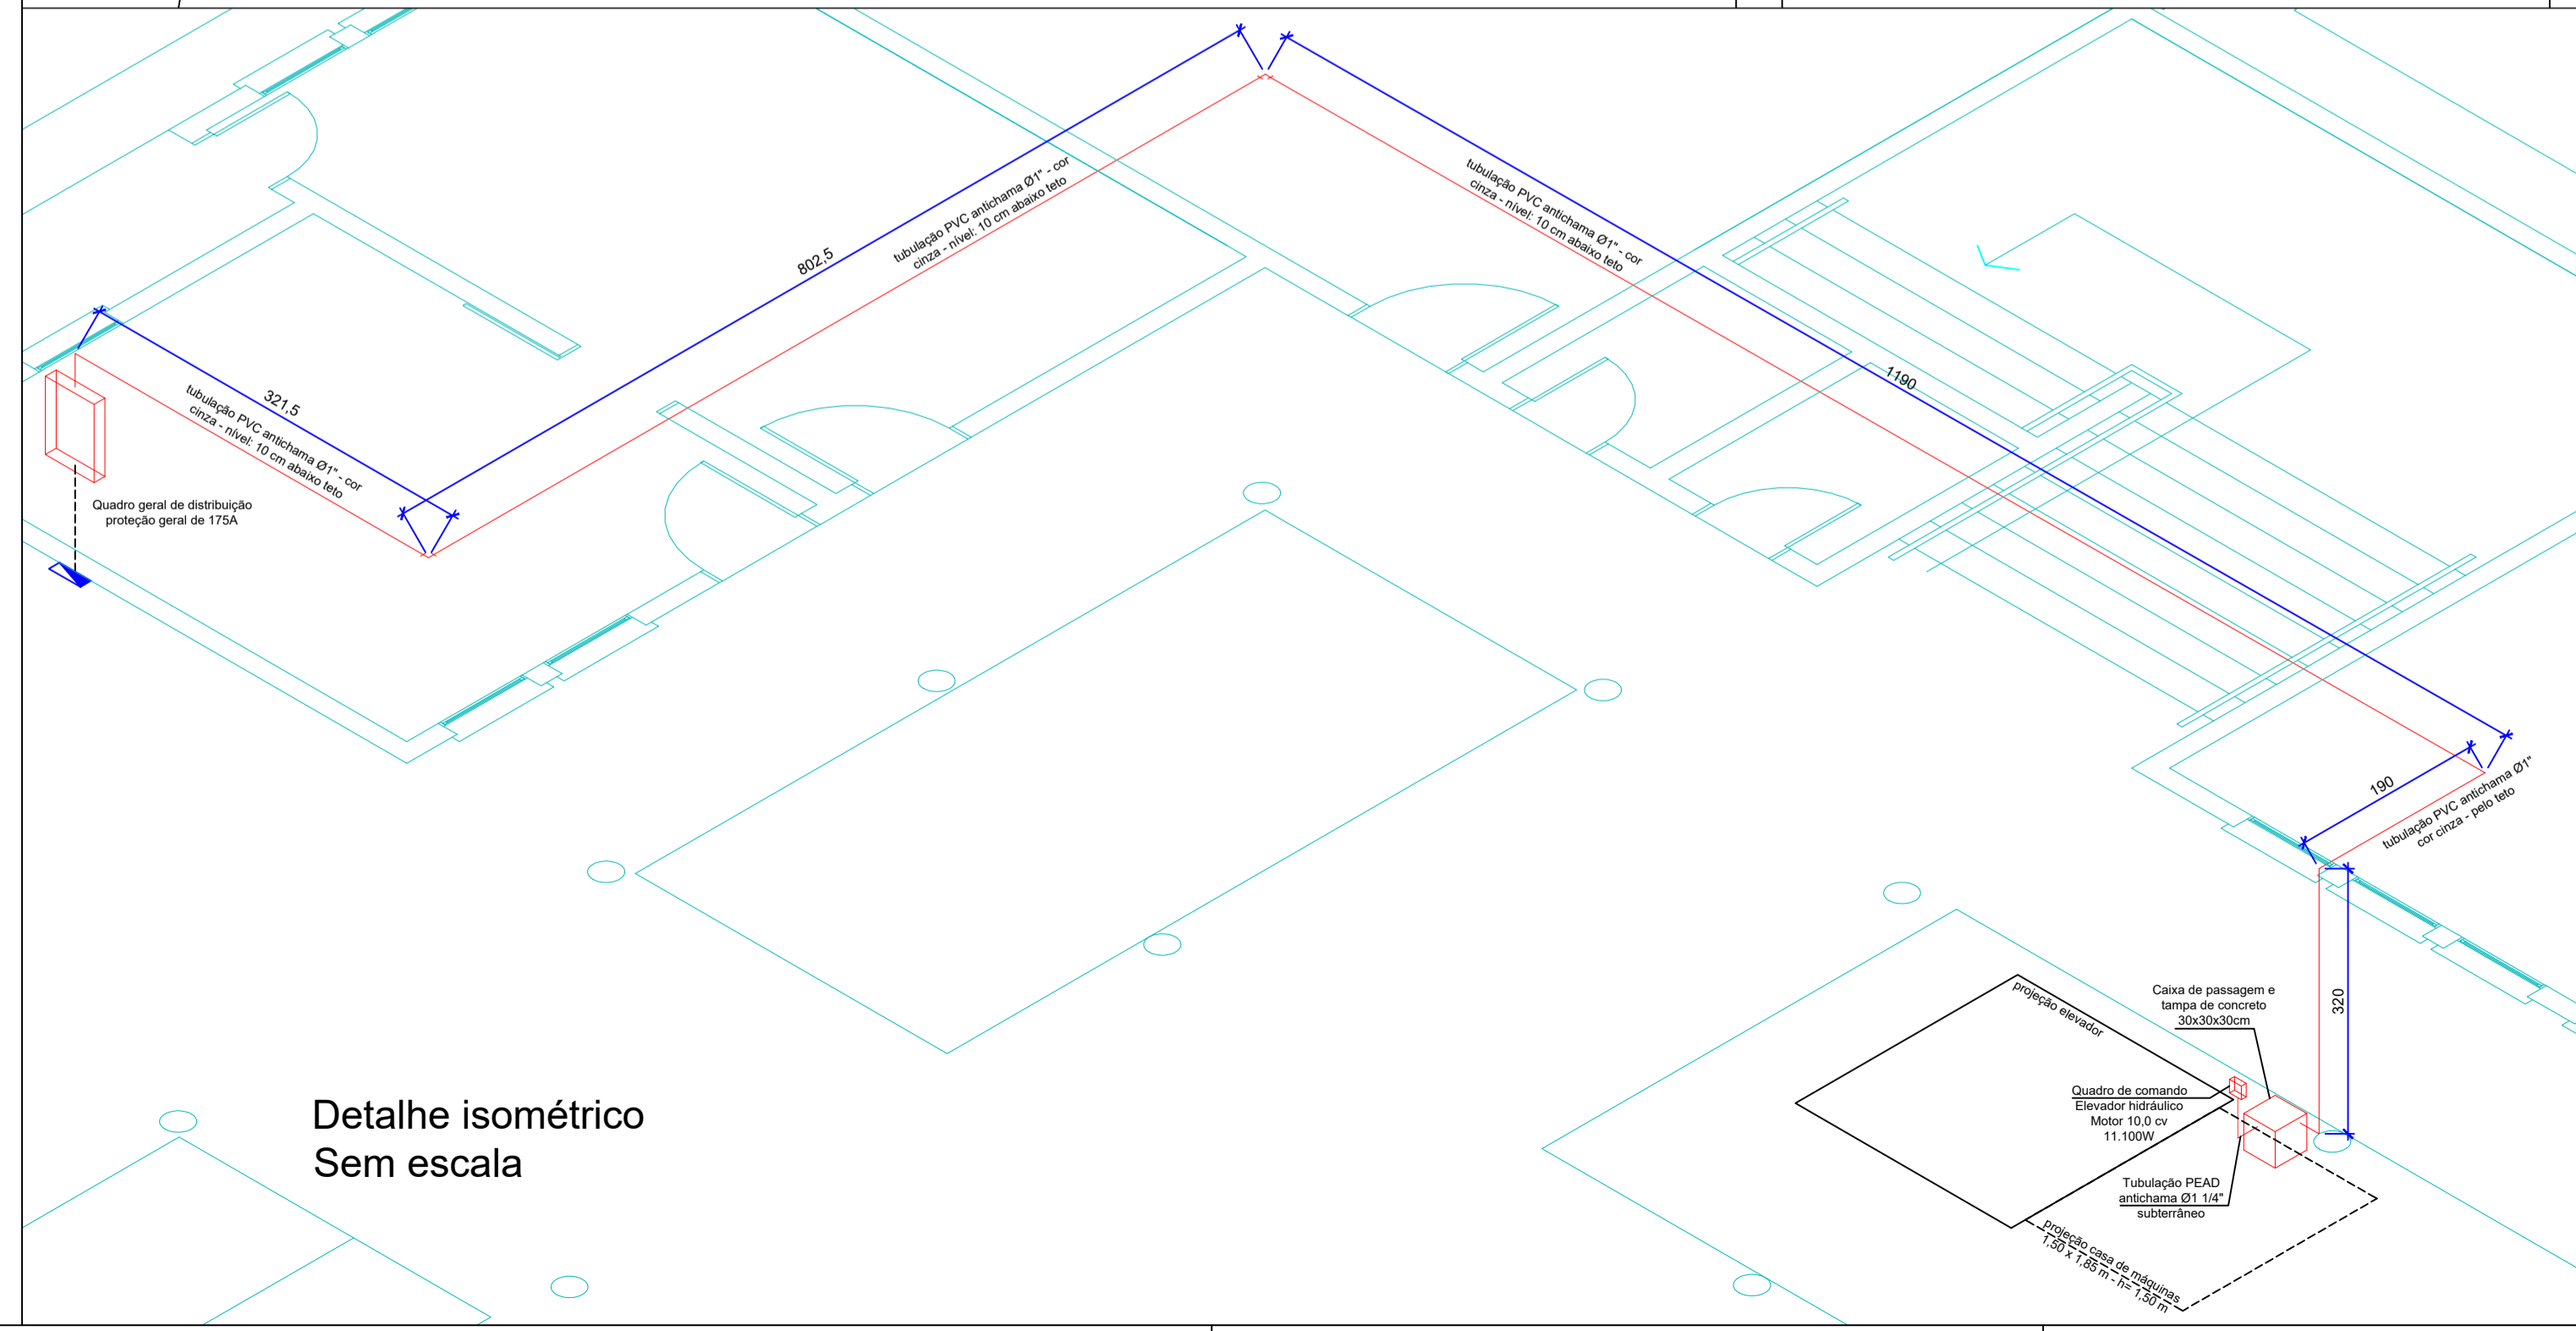 802,5
tubulação PVC antichama Ø1" - cor
cinza - nível: 10 cm abaixo teto
tubulação PVC antichama Ø1" - cor
cinza - nível: 10 cm abaixo teto
1190
321,5
tubulação PVC antichama Ø1" - cor
cinza - nível: 10 cm abaixo teto
Quadro geral de distribuição
proteção geral de 175A
190
tubulação PVC antichama Ø1"
cor cinza - pelo teto
320
projeção elevador
Caixa de passagem e
tampa de concreto
30x30x30cm
Quadro de comando
Elevador hidráulico
Motor 10,0 cv
11.100W
Tubulação PEAD
antichama Ø1 1/4"
subterrâneo
projeção casa de máquinas
1,50 x 1,85 m - h= 1,50 m
Detalhe isométrico
Sem escala